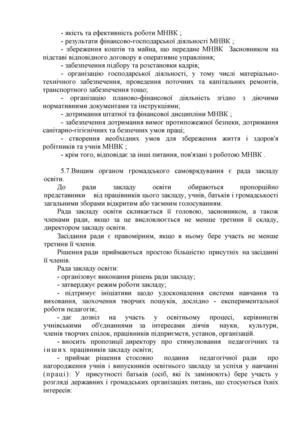 - якість та ефективність роботи МНВК ;
- результати фінансово-господарської діяльності МНВК ;
- збереження коштів та майна, що передане МНВК Засновником на
підставі відповідного договору в оперативне управління;
- забезпечення підбору та розстановки кадрів;
- організацію господарської діяльності, у тому числі матеріально-
технічного забезпечення, проведення поточних та капітальних ремонтів,
транспортного забезпечення тощо;
- організацію планово-фінансової діяльності згідно з діючими
нормативними документами та інструкціями;
- дотримання штатної та фінансової дисципліни МНВК ;
- забезпечення дотримання вимог протипожежної безпеки, дотримання
санітарно-гігієнічних та безпечних умов праці;
- створення необхідних умов для збереження життя і здоров'я
робітників та учнів МНВК ;
- крім того, відповідає за інші питання, пов'язані з роботою МНВК .
5.7.Вищим органом громадського самоврядування є рада закладу
освіти.
До ради закладу освіти обираються пропорційно
представники від працівників цього закладу, учнів, батьків і громадськості
загальними зборами відкритим або таємним голосуванням.
Рада закладу освіти скликається її головою, засновником, а також
членами ради, якщо за це висловлюється не менше третини її складу,
директором закладу освіти.
Засідання ради є правомірним, якщо в ньому бере участь не менше
третини її членів.
Рішення ради приймаються простою більшістю присутніх на засіданні
її членів.
Рада закладу освіти:
- організовує виконання рішень ради закладу;
- затверджує режим роботи закладу;
- підтримує ініціативи щодо удосконалення системи навчання та
виховання, заохочення творчих пошуків, дослідно - експериментальної
роботи педагогів;
- дає дозвіл на участь у освітньому процесі, керівництві
учнівськими об'єднаннями за інтересами діячів науки, культури,
членів творчих спілок, працівників підприємств, установ, організацій.
- вносить пропозиції директору про стимулювання педагогічних та
інших працівників закладу освіти;
- приймає рішення стосовно подання педагогічної ради про
нагородження учнів і випускників освітнього закладу за успіхи у навчанні
(праці): У присутності батьків (осіб, які їх замінюють) бере участь у
розгляді державних і громадських організаціях питань, що стосуються їхніх
інтересів: